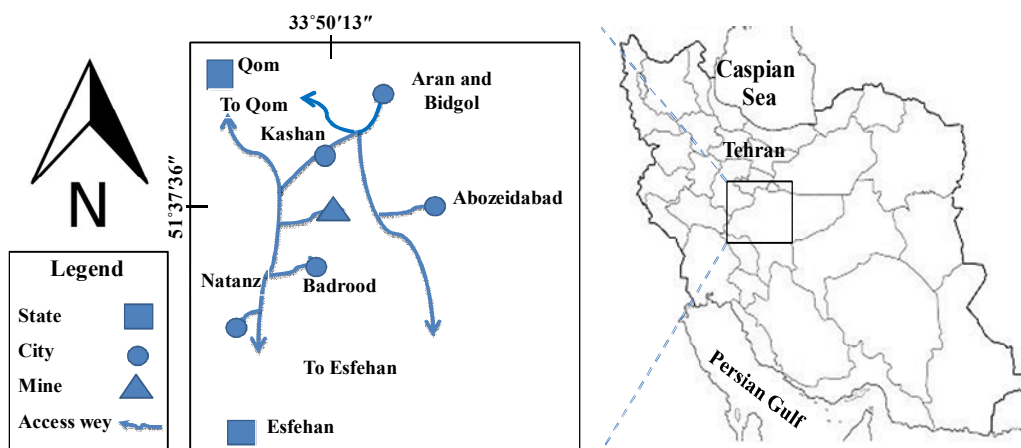 33°50'13"
Qom
Aran and
Bidgol
To Qom
Kashan
Abozeidabad
51°37'36"
Natanz
Badrood
To Esfehan
Esfehan
N
Legend
State
City
Mine
Access wey
Caspian
Sea
Tehran
Persian Gulf